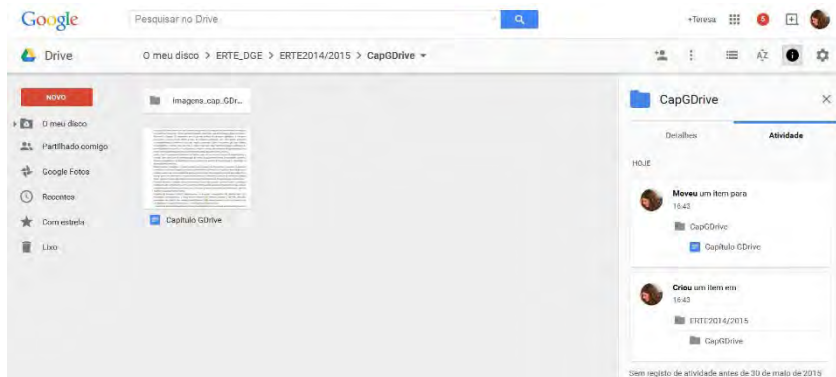 Google
Pesquisar no Drive
+Teresa
5
Drive
O meu disco > ERTE_DGE > ERTE2014/2015 > CapGDrive
AZ
NOVO
O meu disco
Partilhado comigo
Google Fotos
Recentes
Com estrela
Lixo
Imagens_cap_GDr...
Capítulo GDrive
CapGDrive
Detalhes
Atividade
HOJE
Moveu um item para
16:43
CapGDrive
Capítulo GDrive
Criou um item em
16:43
ERTE2014/2015
CapGDrive
Sem registo de atividade antes de 30 de maio de 2015